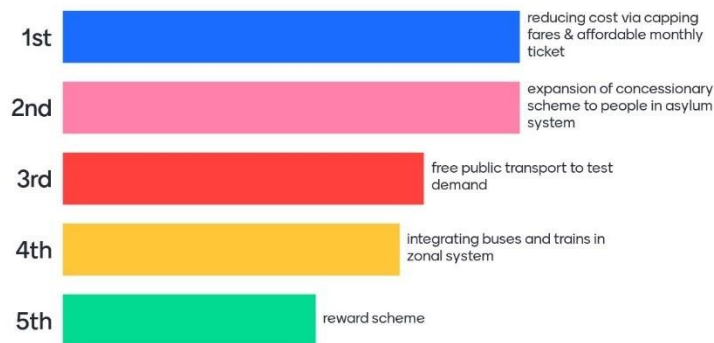 1st
reducing cost via capping
fares & affordable monthly
ticket
2nd
expansion of concessionary
scheme to people in asylum
system
3rd
free public transport to test
demand
4th
integrating buses and trains in
zonal system
5th
reward scheme